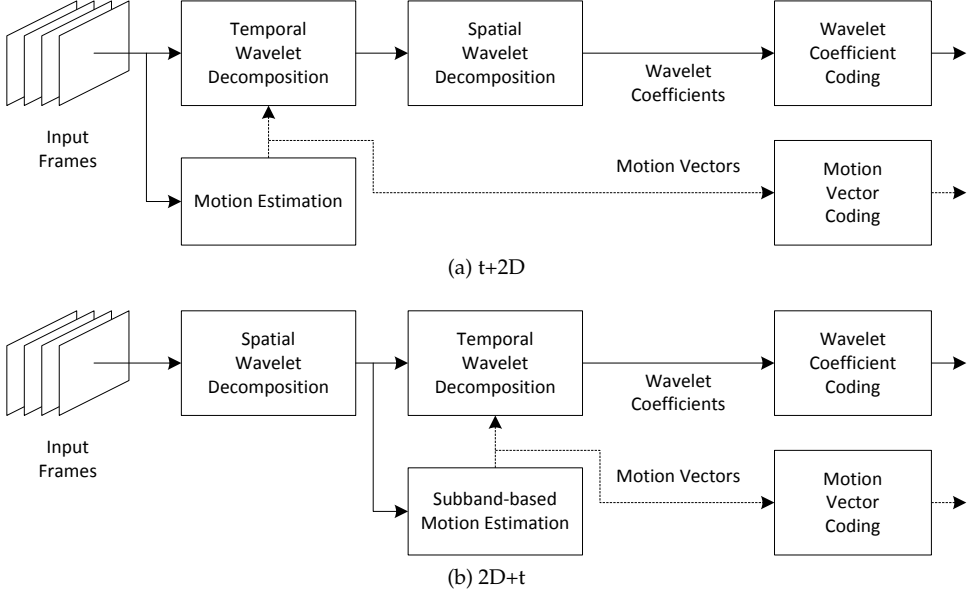 Temporal
Wavelet
Decomposition
Spatial
Wavelet
Decomposition
Wavelet
Coefficients
Wavelet
Coefficient
Coding
Input
Frames
Motion Estimation
Motion Vectors
Motion
Vector
Coding
(a) t+2D
Spatial
Wavelet
Decomposition
Temporal
Wavelet
Decomposition
Wavelet
Coefficients
Wavelet
Coefficient
Coding
Input
Frames
Subband-based
Motion Estimation
Motion Vectors
Motion
Vector
Coding
(b) 2D+t